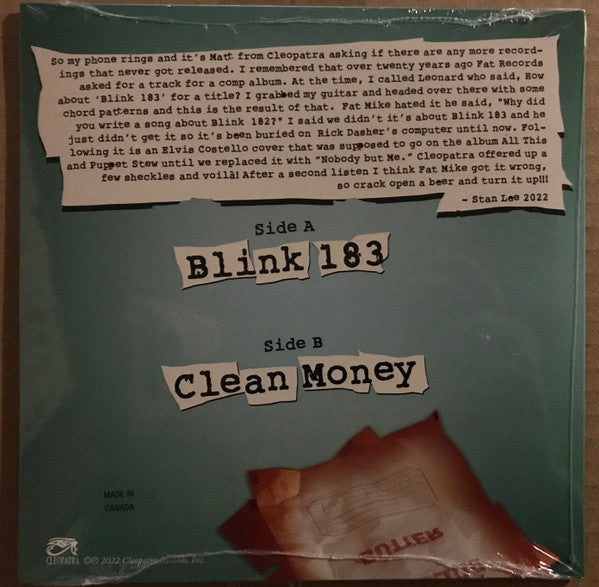 So my phone rings and it's Matt from Cleopatra asking if there are any more record-
ings that never got released. I remembered that over twenty years ago Fat Records
asked for a track for a comp album. At the time, I called Leonard who said, How
about 'Blink 183' for a title? I grabbed my guitar and headed over there with some
chord patterns and this is the result of that. Fat Mike hated it he said, "Why did
you write a song about Blink 182?" I said we didn't it's about Blink 183 and he
just didn't get it so it's been buried on Rick Dasher's computer until now. Fol-
lowing it is an Elvis Costello cover that was supposed to go on the album All This
and Puppet Stew until we replaced it with "Nobody but Me." Cleopatra offered up a
few sheckles and voilà! After a second listen I think Fat Mike got it wrong,
so crack open a beer and turn it up!!!
~ Stan Lee 2022
Side A
Blink 183
Side B
Clean Money
MADE IN
CANADA
CUTTER
CLEOPATRA ©℗ 2022 Cleopatra Records, Inc.